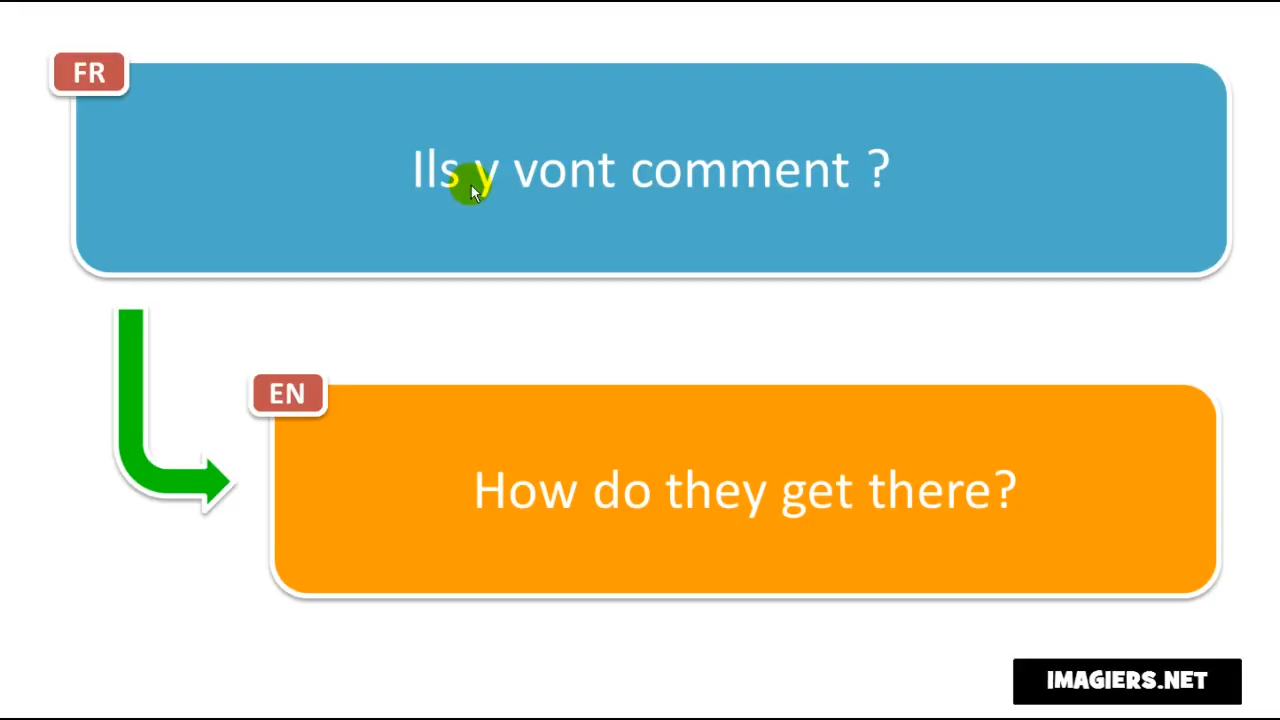 FR
Ils y vont comment ?
EN
How do they get there?
IMAGIERS.NET